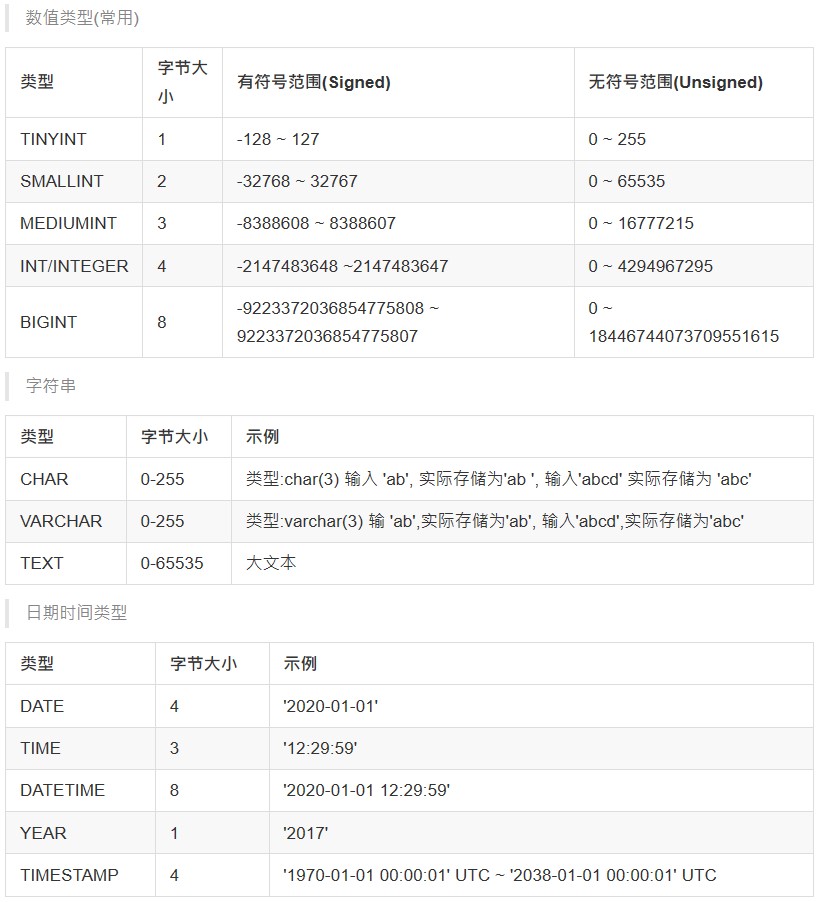 数值类型(常用)
类型 字节大小 有符号范围(Signed) 无符号范围(Unsigned)
TINYINT 1 -128 ~ 127 0 ~ 255
SMALLINT 2 -32768 ~ 32767 0 ~ 65535
MEDIUMINT 3 -8388608 ~ 8388607 0 ~ 16777215
INT/INTEGER 4 -2147483648 ~2147483647 0 ~ 4294967295
BIGINT 8 -9223372036854775808 ~ 9223372036854775807 0 ~ 18446744073709551615
字符串
类型 字节大小 示例
CHAR 0-255 类型:char(3) 输入 'ab', 实际存储为'ab ', 输入'abcd' 实际存储为 'abc'
VARCHAR 0-255 类型:varchar(3) 输 'ab',实际存储为'ab', 输入'abcd',实际存储为'abc'
TEXT 0-65535 大文本
日期时间类型
类型 字节大小 示例
DATE 4 '2020-01-01'
TIME 3 '12:29:59'
DATETIME 8 '2020-01-01 12:29:59'
YEAR 1 '2017'
TIMESTAMP 4 '1970-01-01 00:00:01' UTC ~ '2038-01-01 00:00:01' UTC